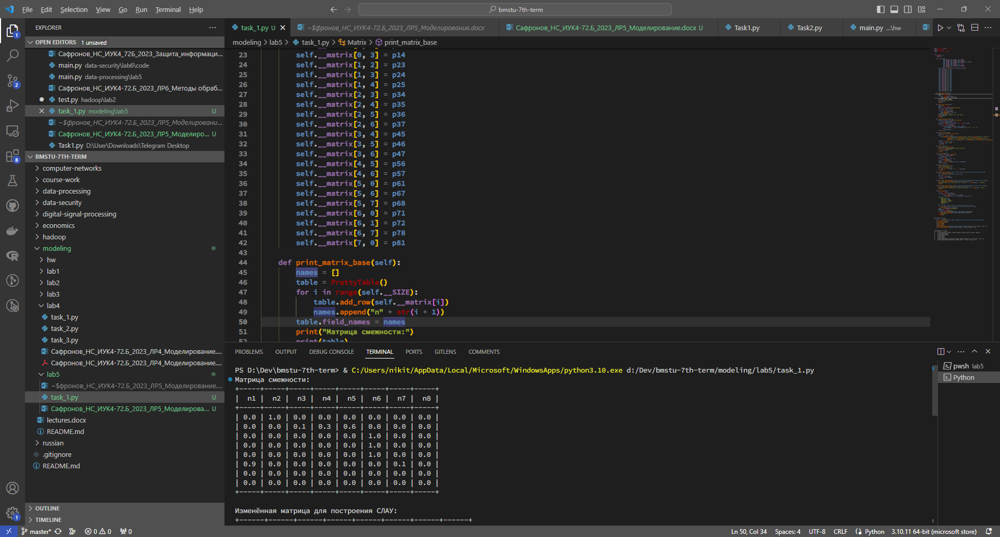 File Edit Selection View Go Run Terminal Help
bmstu-7th-term
EXPLORER
OPEN EDITORS 1 unsaved
Сафронов_НС_ИУК4_72Б_2023_Защита_информаци...
main.py data-security\lab6\code
main.py data-processing\lab5
Сафронов_НС_ИУК4-72.Б_2023_ЛР6_Методы обраб...
test.py hadoop\lab2
task_1.py modeling\lab5 U
~$фронов_НС_ИУК4-72.Б_2023_ЛР5_Моделировани...
Сафронов_НС_ИУК4-72.Б_2023_ЛР5_Моделиро... U
Task1.py D:\User\Downloads\Telegram Desktop
BMSTU-7TH-TERM
computer-networks
course-work
data-processing
data-security
digital-signal-processing
economics
hadoop
modeling
hw
lab1
lab2
lab3
lab4
task_1.py
task_2.py
task_3.py
Сафронов_НС_ИУК4-72.Б_2023_ЛР4_Моделирование....
Сафронов_НС_ИУК4-72.Б_2023_ЛР4_Моделирование....
lab5
~$фронов_НС_ИУК4-72.Б_2023_ЛР5_Моделирование....
task_1.py U
Сафронов_НС_ИУК4-72.Б_2023_ЛР5_Моделирова... U
lectures.docx
README.md
russian
.gitignore
README.md
OUTLINE
TIMELINE
1
2
8
1
task_1.py U
~$фронов_НС_ИУК4-72.Б_2023_ЛР5_Моделирование.docx
Сафронов_НС_ИУК4-72.Б_2023_ЛР5_Моделирование.docx U
Task1.py
Task2.py
main.py ...\hw
modeling > lab5 > task_1.py > Matrix > print_matrix_base
23 self.__matrix[0, 3] = p14
24 self.__matrix[1, 2] = p23
25 self.__matrix[1, 3] = p24
26 self.__matrix[1, 4] = p25
27 self.__matrix[2, 3] = p34
28 self.__matrix[2, 4] = p35
29 self.__matrix[2, 5] = p36
30 self.__matrix[2, 6] = p37
31 self.__matrix[3, 4] = p45
32 self.__matrix[3, 5] = p46
33 self.__matrix[3, 6] = p47
34 self.__matrix[4, 5] = p56
35 self.__matrix[4, 6] = p57
36 self.__matrix[5, 0] = p61
37 self.__matrix[5, 6] = p67
38 self.__matrix[5, 7] = p68
39 self.__matrix[6, 0] = p71
40 self.__matrix[6, 1] = p72
41 self.__matrix[6, 7] = p78
42 self.__matrix[7, 0] = p81
43
44 def print_matrix_base(self):
45 names = []
46 table = PrettyTable()
47 for i in range(self.__SIZE):
48 table.add_row(self.__matrix[i])
49 names.append("n" + str(i + 1))
50 table.field_names = names
51 print("Матрица смежности:")
52 print(table)
PROBLEMS OUTPUT DEBUG CONSOLE TERMINAL PORTS GITLENS COMMENTS
pwsh lab5
Python
PS D:\Dev\bmstu-7th-term> & C:/Users/nikit/AppData/Local/Microsoft/WindowsApps/python3.10.exe d:/Dev/bmstu-7th-term/modeling/lab5/task_1.py
Матрица смежности:
+-----+-----+-----+-----+-----+-----+-----+-----+
|  n1 |  n2 |  n3 |  n4 |  n5 |  n6 |  n7 |  n8 |
+-----+-----+-----+-----+-----+-----+-----+-----+
| 0.0 | 1.0 | 0.0 | 0.0 | 0.0 | 0.0 | 0.0 | 0.0 |
| 0.0 | 0.0 | 0.1 | 0.3 | 0.6 | 0.0 | 0.0 | 0.0 |
| 0.0 | 0.0 | 0.0 | 0.0 | 0.0 | 1.0 | 0.0 | 0.0 |
| 0.0 | 0.0 | 0.0 | 0.0 | 0.0 | 1.0 | 0.0 | 0.0 |
| 0.0 | 0.0 | 0.0 | 0.0 | 0.0 | 1.0 | 0.0 | 0.0 |
| 0.9 | 0.0 | 0.0 | 0.0 | 0.0 | 0.0 | 0.1 | 0.0 |
| 0.0 | 0.0 | 0.0 | 0.0 | 0.0 | 0.0 | 0.0 | 0.0 |
| 0.0 | 0.0 | 0.0 | 0.0 | 0.0 | 0.0 | 0.0 | 0.0 |
+-----+-----+-----+-----+-----+-----+-----+-----+
Изменённая матрица для построения СЛАУ:
+------+------+------+------+------+------+------+------+
master* 0 0 0
Ln 50, Col 34 Spaces: 4 UTF-8 CRLF Python 3.10.11 64-bit (microsoft store)